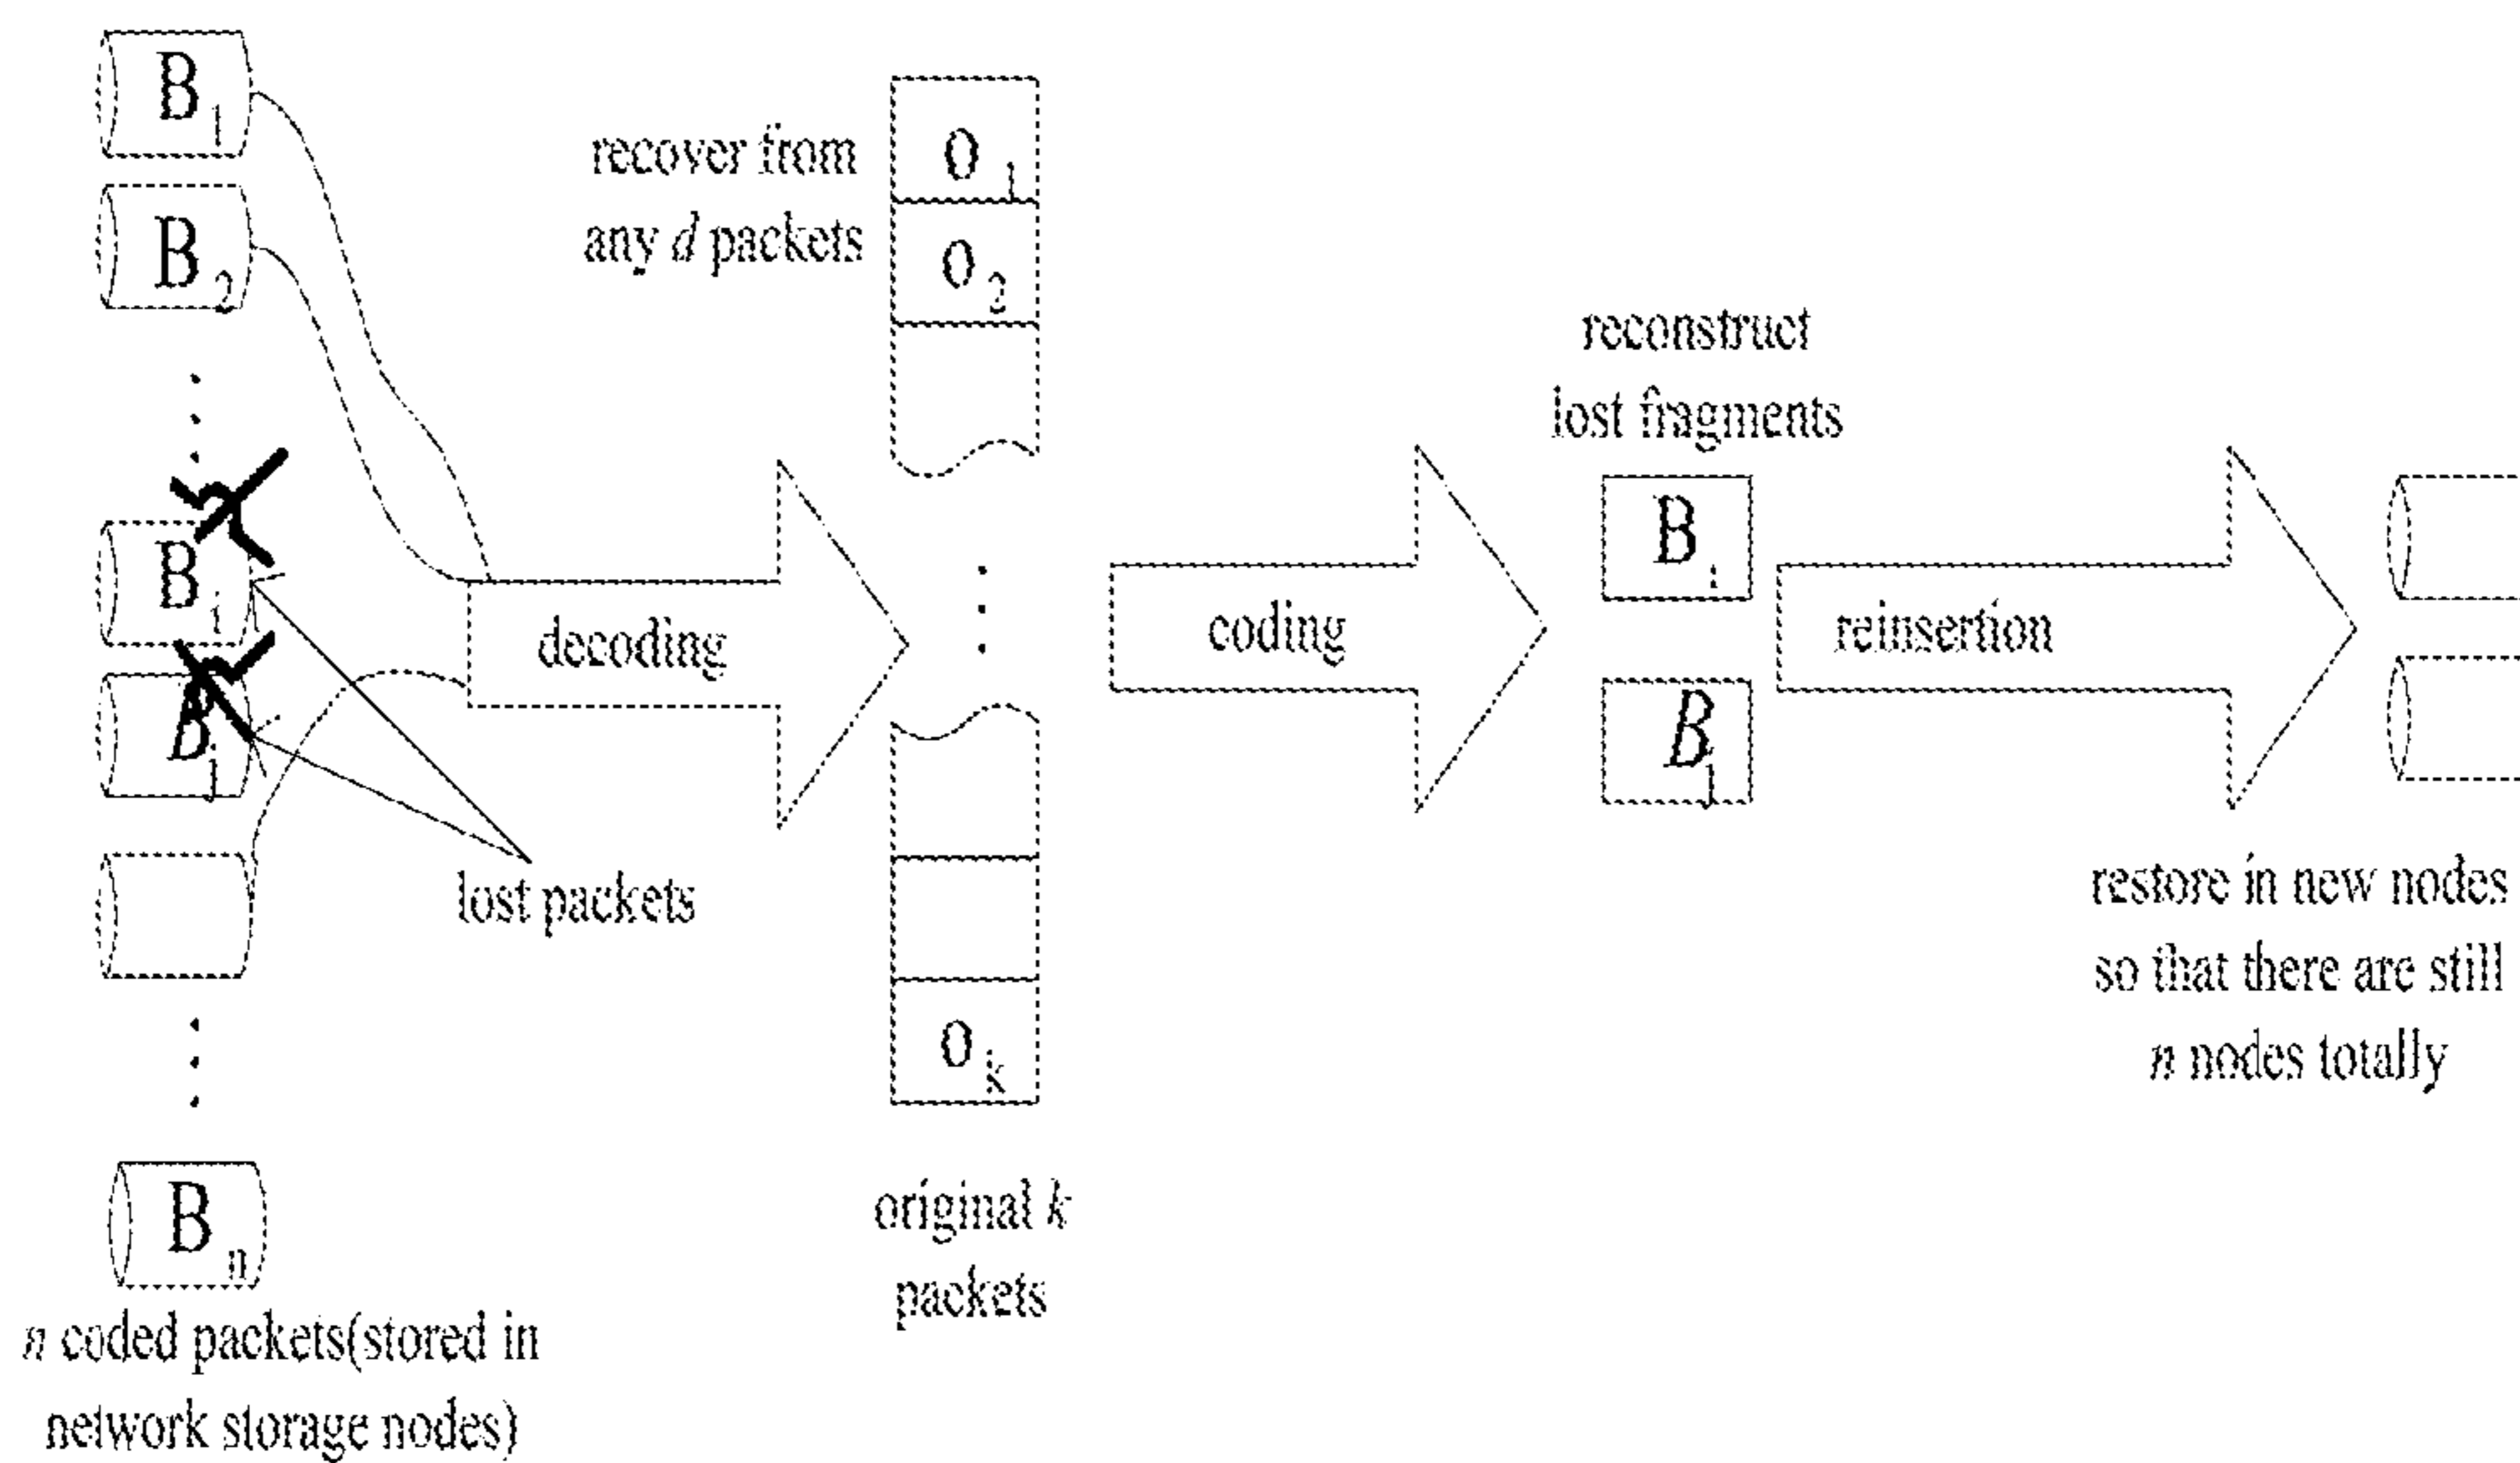 B1
B2
Bi
Bj
Bn
n coded packets(stored in
network storage nodes)
recover from
any d packets
decoding
lost packets
O1
O2
Ok
original k
packets
coding
reconstruct
lost fragments
Bi
Bj
reinsertion
restore in new nodes
so that there are still
n nodes totally